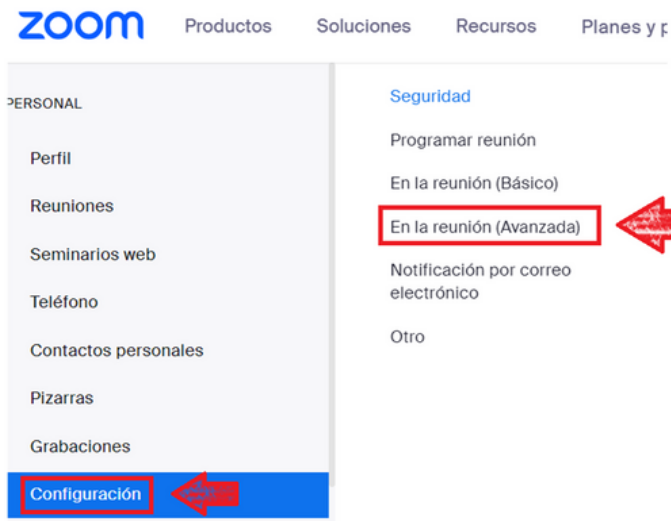 zoom Productos Soluciones Recursos Planes y
PERSONAL
Perfil
Reuniones
Seminarios web
Teléfono
Contactos personales
Pizarras
Grabaciones
Configuración
Seguridad
Programar reunión
En la reunión (Básico)
En la reunión (Avanzada)
Notificación por correo
electrónico
Otro